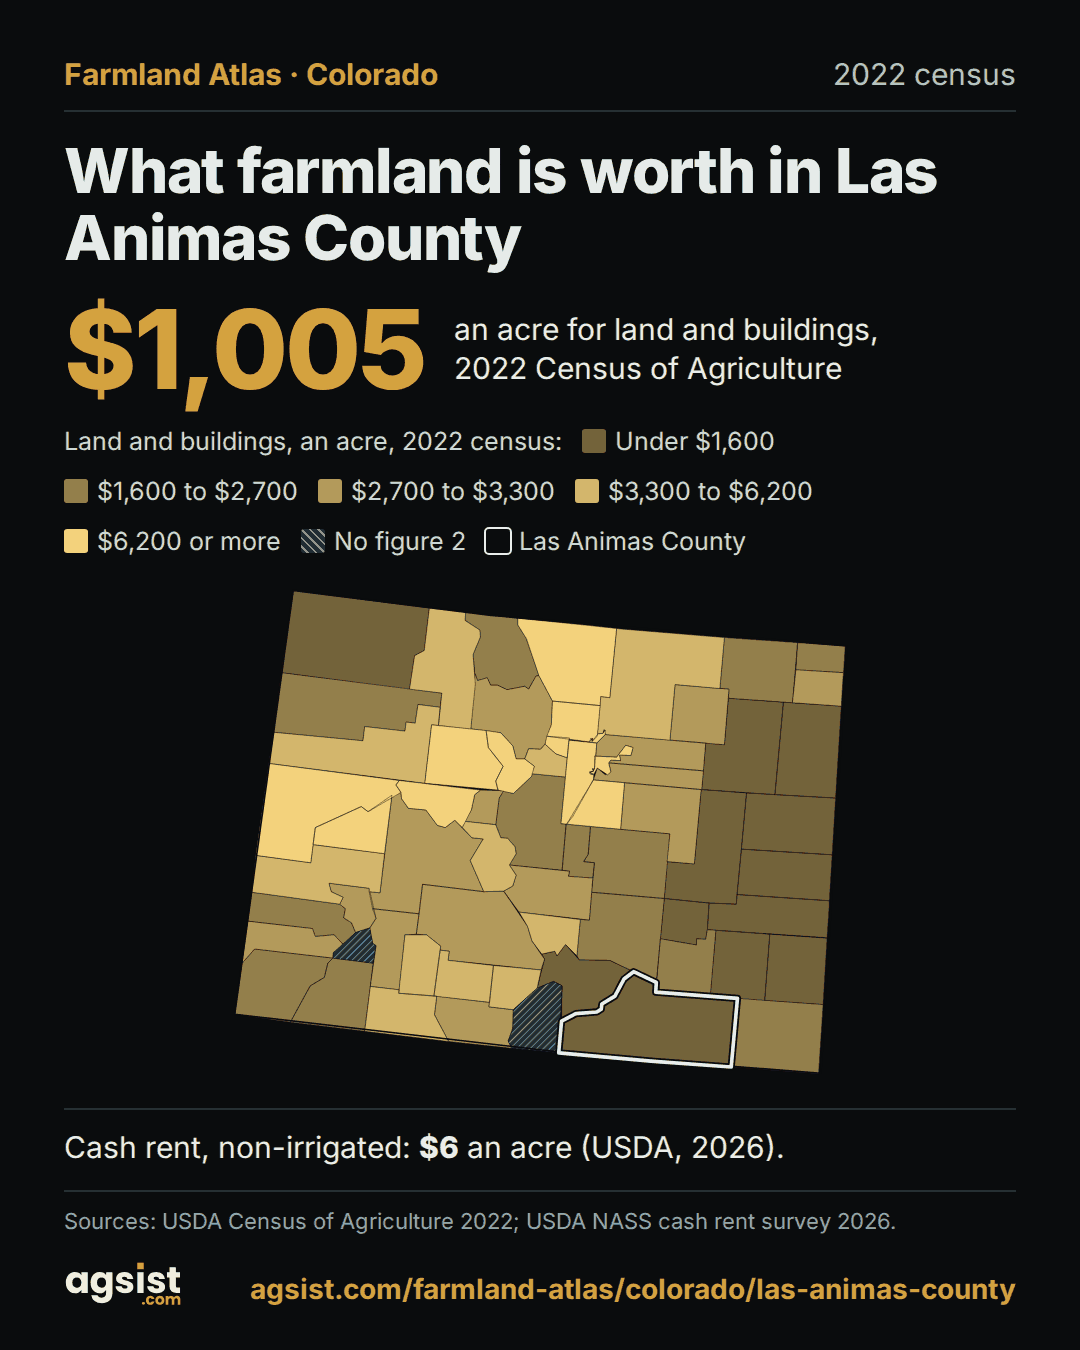 Farmland Atlas · Colorado
2022 census
What farmland is worth in Las
Animas County
$1,005
an acre for land and buildings,
2022 Census of Agriculture
Land and buildings, an acre, 2022 census: Under $1,600
$1,600 to $2,700 $2,700 to $3,300 $3,300 to $6,200
$6,200 or more No figure 2 Las Animas County
Cash rent, non-irrigated: $6 an acre (USDA, 2026).
Sources: USDA Census of Agriculture 2022; USDA NASS cash rent survey 2026.
agsist
.com
agsist.com/farmland-atlas/colorado/las-animas-county